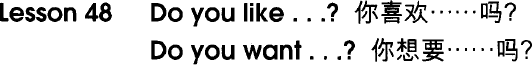 Lesson 48 Do you like . . .? 你喜欢……吗?
Do you want . . .? 你想要……吗?